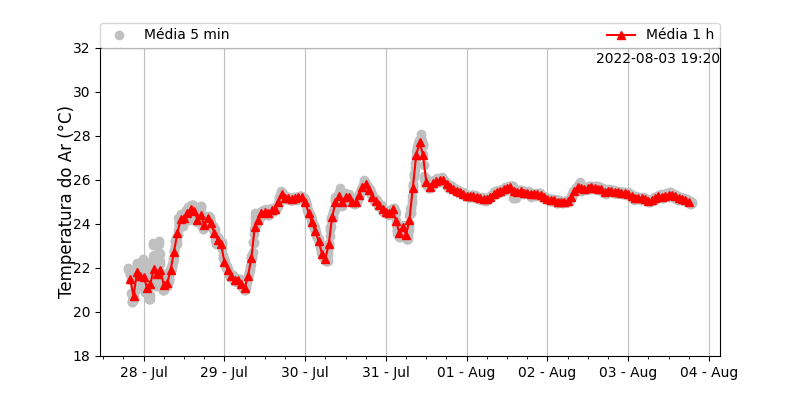 Média 5 min
Média 1 h
2022-08-03 19:20
Temperatura do Ar (°C)
32
30
28
26
24
22
20
18
28 - Jul
29 - Jul
30 - Jul
31 - Jul
01 - Aug
02 - Aug
03 - Aug
04 - Aug